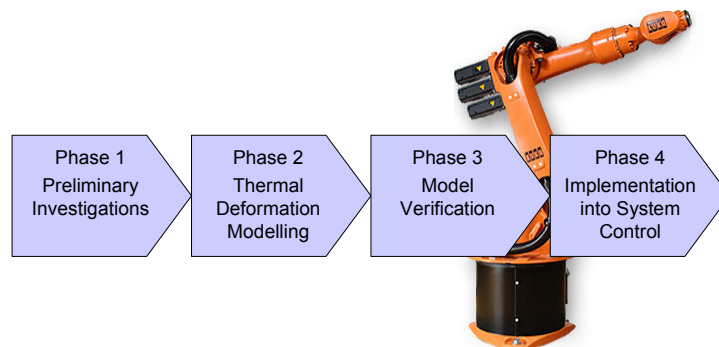 Phase 1
Preliminary
Investigations
Phase 2
Thermal
Deformation
Modelling
Phase 3
Model
Verification
Phase 4
Implementation
into System
Control